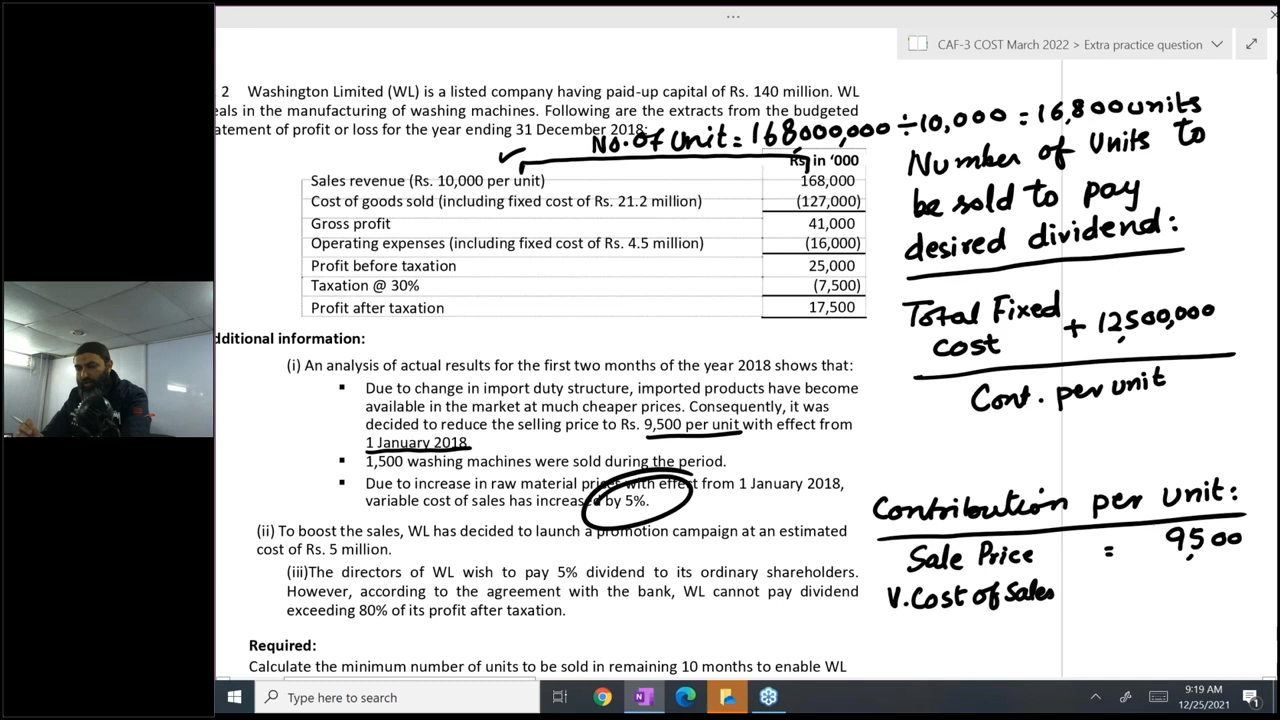 ...
CAF-3 COST March 2022 > Extra practice question
2 Washington Limited (WL) is a listed company having paid-up capital of Rs. 140 million. WL
eals in the manufacturing of washing machines. Following are the extracts from the budgeted
atement of profit or loss for the year ending 31 December 2018:
No. of Unit = 168,000,000 ÷ 10,000 = 16,800 units
Rs. in ‘000
Sales revenue (Rs. 10,000 per unit) 168,000
Cost of goods sold (including fixed cost of Rs. 21.2 million) (127,000)
Gross profit 41,000
Operating expenses (including fixed cost of Rs. 4.5 million) (16,000)
Profit before taxation 25,000
Taxation @ 30% (7,500)
Profit after taxation 17,500
dditional information:
(i) An analysis of actual results for the first two months of the year 2018 shows that:
▪ Due to change in import duty structure, imported products have become
available in the market at much cheaper prices. Consequently, it was
decided to reduce the selling price to Rs. 9,500 per unit with effect from
1 January 2018.
▪ 1,500 washing machines were sold during the period.
▪ Due to increase in raw material prices with effect from 1 January 2018,
variable cost of sales has increased by 5%.
(ii) To boost the sales, WL has decided to launch a promotion campaign at an estimated
cost of Rs. 5 million.
(iii)The directors of WL wish to pay 5% dividend to its ordinary shareholders.
However, according to the agreement with the bank, WL cannot pay dividend
exceeding 80% of its profit after taxation.
Required:
Calculate the minimum number of units to be sold in remaining 10 months to enable WL
Number of Units to
be sold to pay
desired dividend:
Total Fixed
cost + 12,500,000
Cont. per unit
Contribution per unit:
Sale Price = 9,500
V. Cost of Sales
Type here to search
9:19 AM
12/25/2021
1